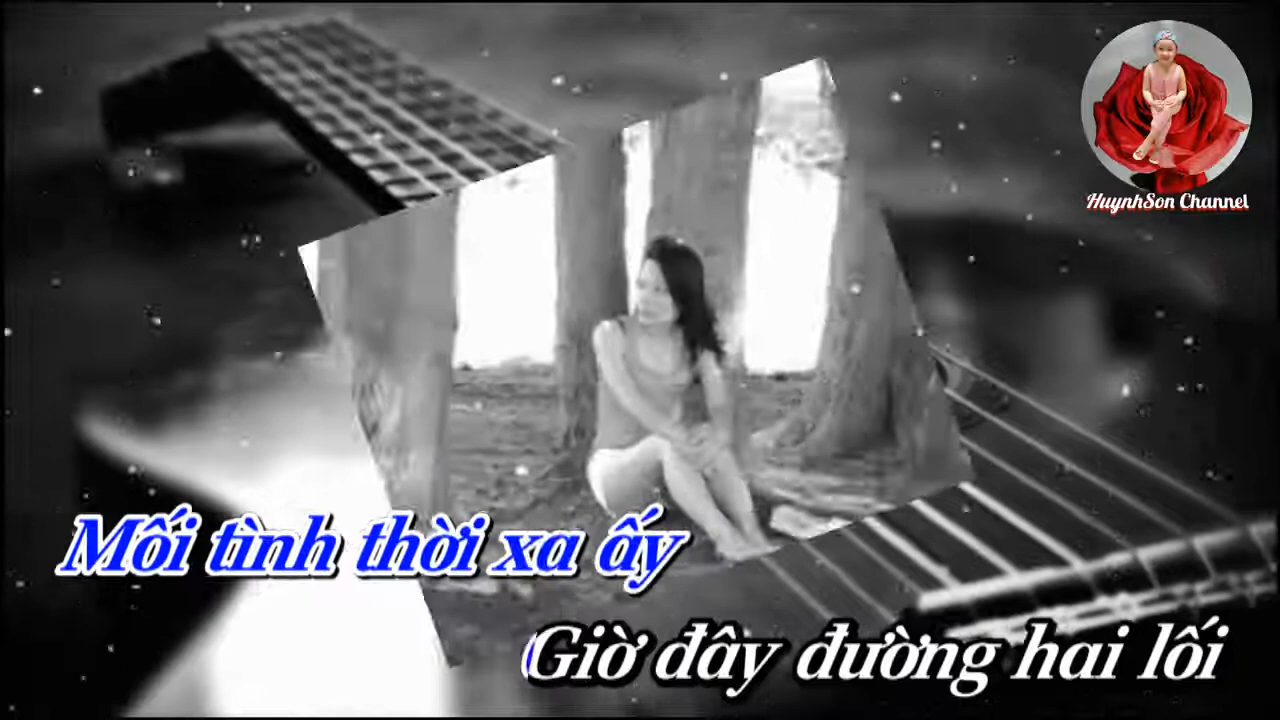 HuynhSon Channel
Mối tình thời xa ấy
Giờ đây đường hai lối